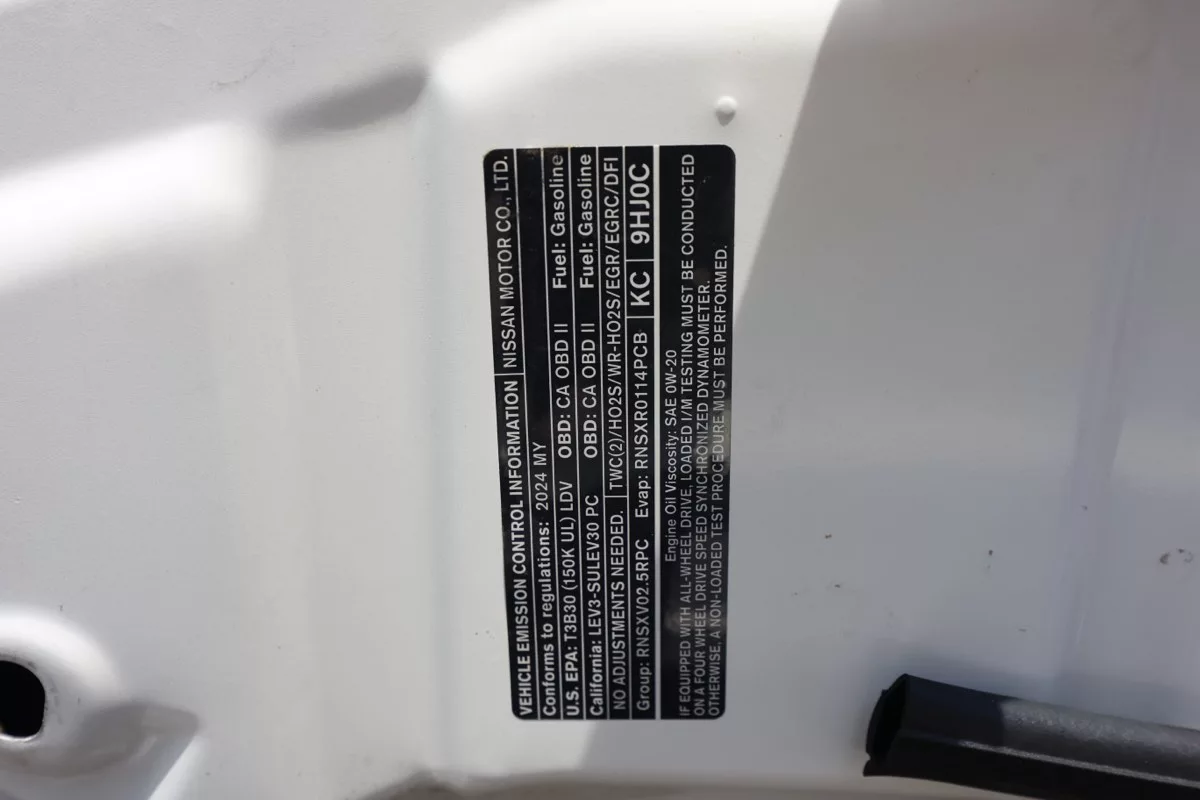 VEHICLE EMISSION CONTROL INFORMATION NISSAN MOTOR CO., LTD.
Conforms to regulations: 2024 MY
U.S. EPA: T3B30 (150K UL) LDV OBD: CA OBD II Fuel: Gasoline
California: LEV3-SULEV30 PC OBD: CA OBD II Fuel: Gasoline
NO ADJUSTMENTS NEEDED. TWC(2)/HO2S/WR-HO2S/EGR/EGRC/DFI
Group: RNSXV02.5RPC Evap: RNSXR0114PCB KC 9HJ0C
Engine Oil Viscosity: SAE 0W-20
IF EQUIPPED WITH ALL-WHEEL DRIVE, LOADED I/M TESTING MUST BE CONDUCTED
ON A FOUR WHEEL DRIVE SPEED SYNCHRONIZED DYNAMOMETER.
OTHERWISE, A NON-LOADED TEST PROCEDURE MUST BE PERFORMED.